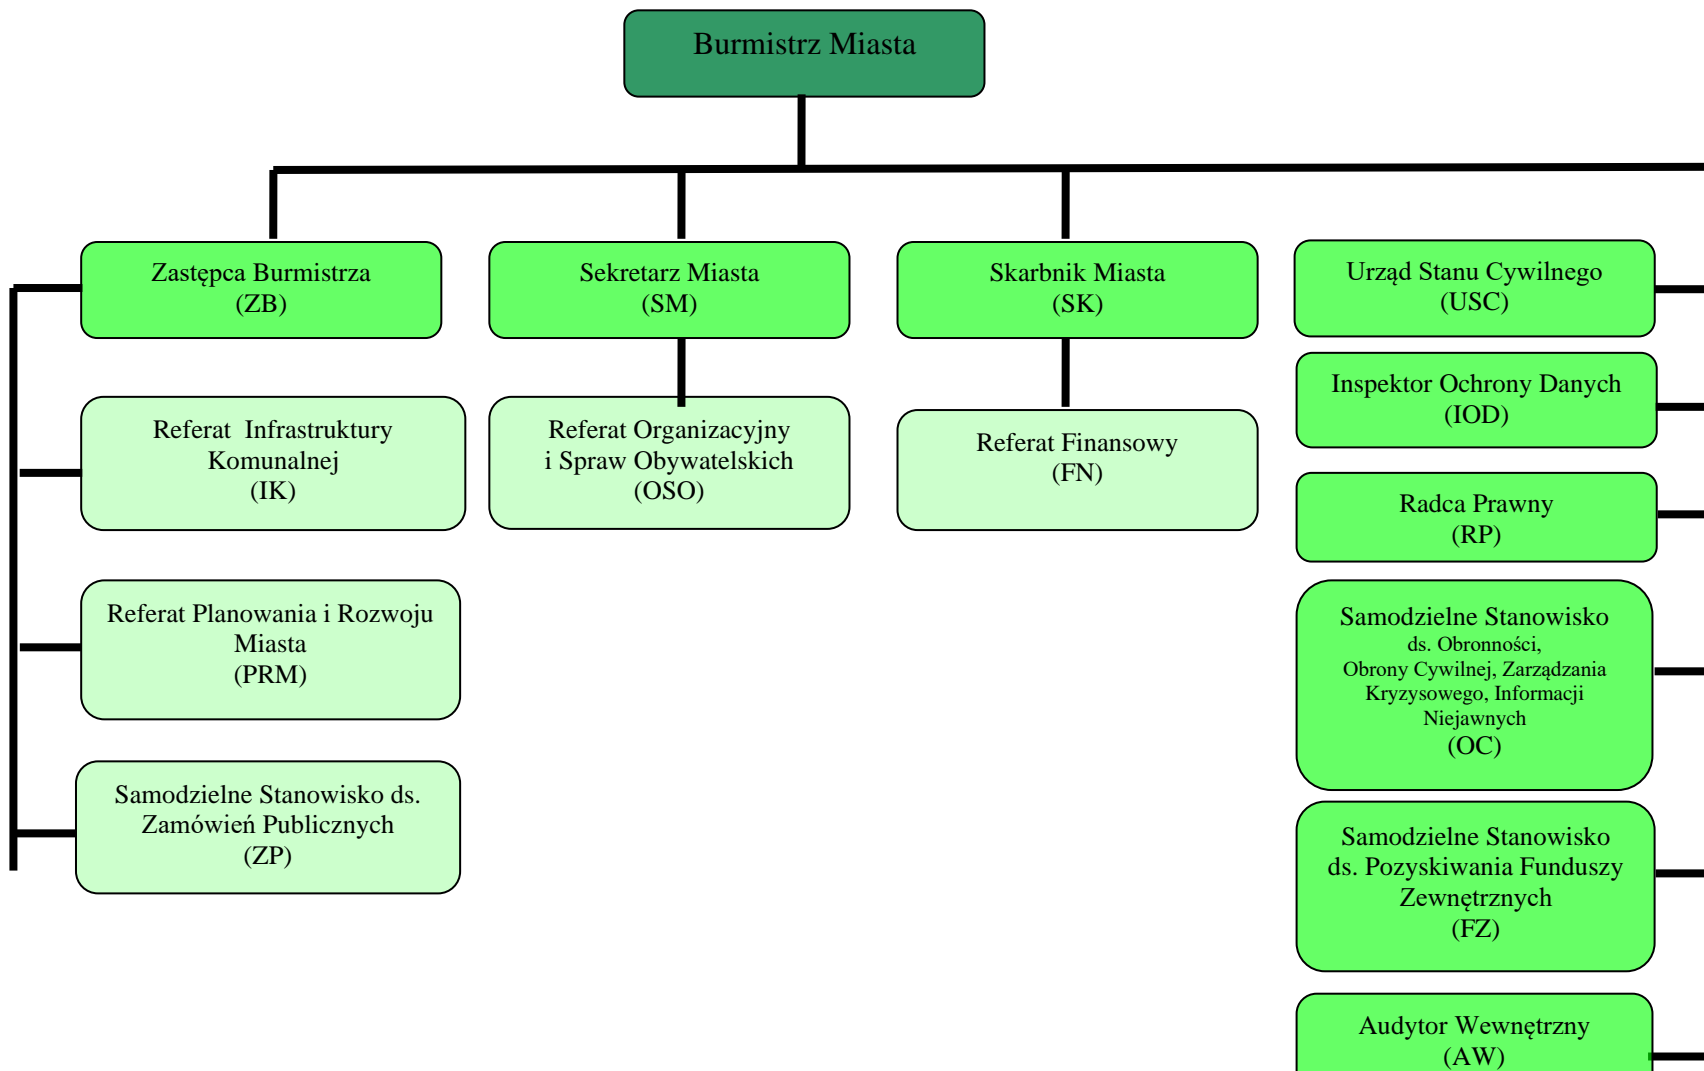 Burmistrz Miasta
Zastępca Burmistrza
(ZB)
Sekretarz Miasta
(SM)
Skarbnik Miasta
(SK)
Urząd Stanu Cywilnego
(USC)
Inspektor Ochrony Danych
(IOD)
Referat Infrastruktury
Komunalnej
(IK)
Referat Organizacyjny
i Spraw Obywatelskich
(OSO)
Referat Finansowy
(FN)
Radca Prawny
(RP)
Referat Planowania i Rozwoju
Miasta
(PRM)
Samodzielne Stanowisko
ds. Obronności,
Obrony Cywilnej, Zarządzania
Kryzysowego, Informacji
Niejawnych
(OC)
Samodzielne Stanowisko ds.
Zamówień Publicznych
(ZP)
Samodzielne Stanowisko
ds. Pozyskiwania Funduszy
Zewnętrznych
(FZ)
Audytor Wewnętrzny
(AW)